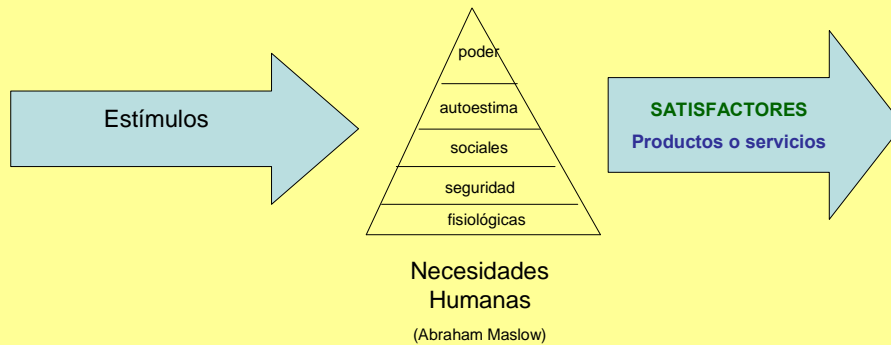 Estímulos
poder
autoestima
sociales
seguridad
fisiológicas
Necesidades
Humanas
(Abraham Maslow)
SATISFACTORES
Productos o servicios